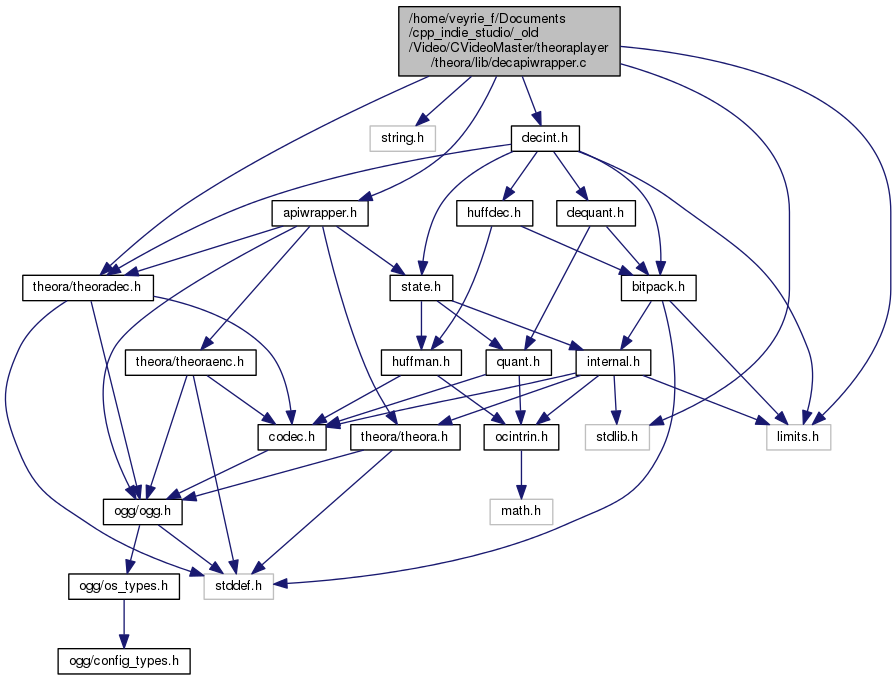 /home/veyrie_f/Documents
/cpp_indie_studio/_old
/Video/CVideoMaster/theoraplayer
/theora/lib/decapiwrapper.c
string.h
decint.h
apiwrapper.h
huffdec.h
dequant.h
theora/theoradec.h
state.h
bitpack.h
theora/theoraenc.h
huffman.h
quant.h
internal.h
codec.h
theora/theora.h
ocintrin.h
stdlib.h
limits.h
ogg/ogg.h
math.h
ogg/os_types.h
stddef.h
ogg/config_types.h